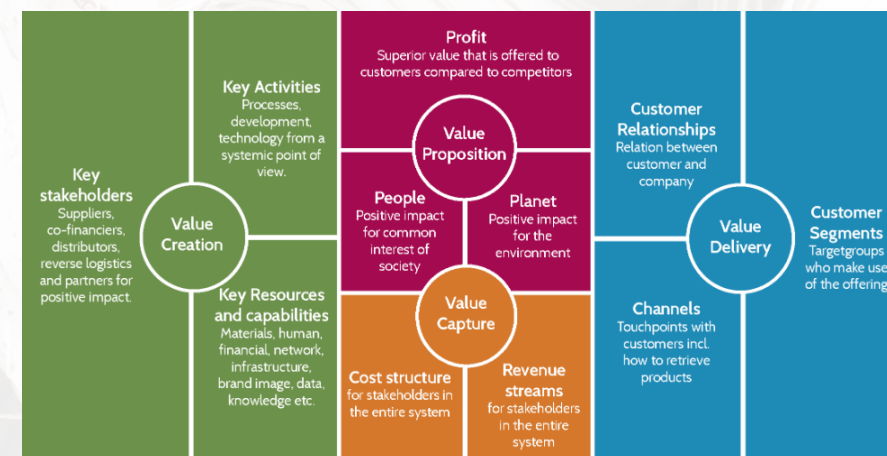 Key
stakeholders
Suppliers,
co-financiers,
distributors,
reverse logistics
and partners for
positive impact.
Value
Creation
Key Activities
Processes,
development,
technology from a
systemic point of
view.
Key Resources
and capabilities
Materials, human,
financial, network,
infrastructure,
brand image, data,
knowledge etc.
Profit
Superior value that is offered to
customers compared to competitors
Value
Proposition
People
Positive impact
for common
interest of
society
Planet
Positive impact
for the
environment
Value
Capture
Cost structure
for stakeholders in
the entire system
Revenue
streams
for stakeholders
in the entire
system
Customer
Relationships
Relation between
customer and
company
Value
Delivery
Channels
Touchpoints with
customers incl.
how to retrieve
products
Customer
Segments
Targetgroups
who make use
of the offering